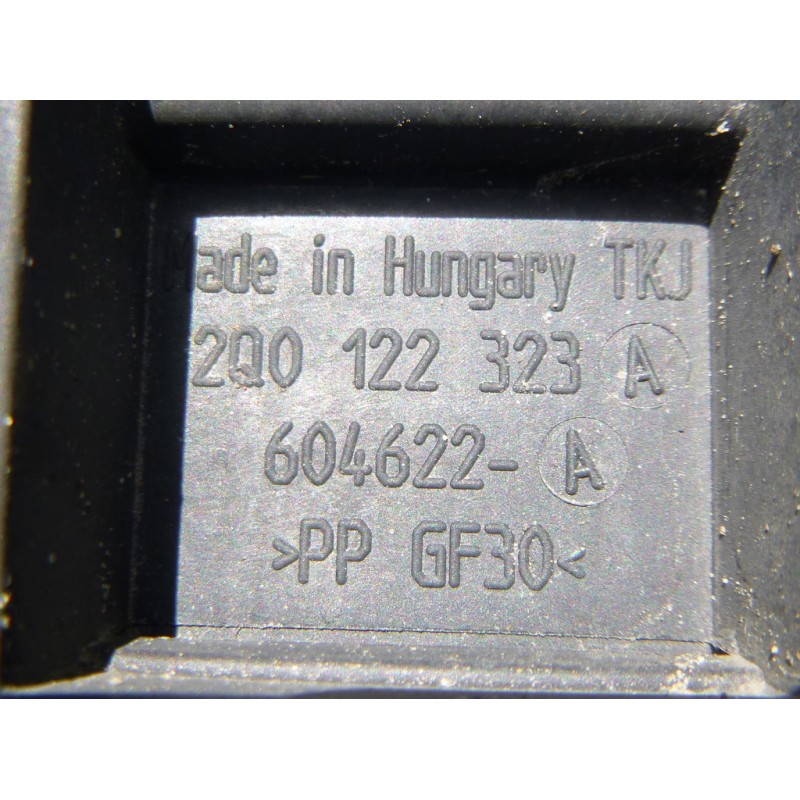 Made in Hungary TKJ
2Q0 122 323 A
604622- A
>PP GF30<